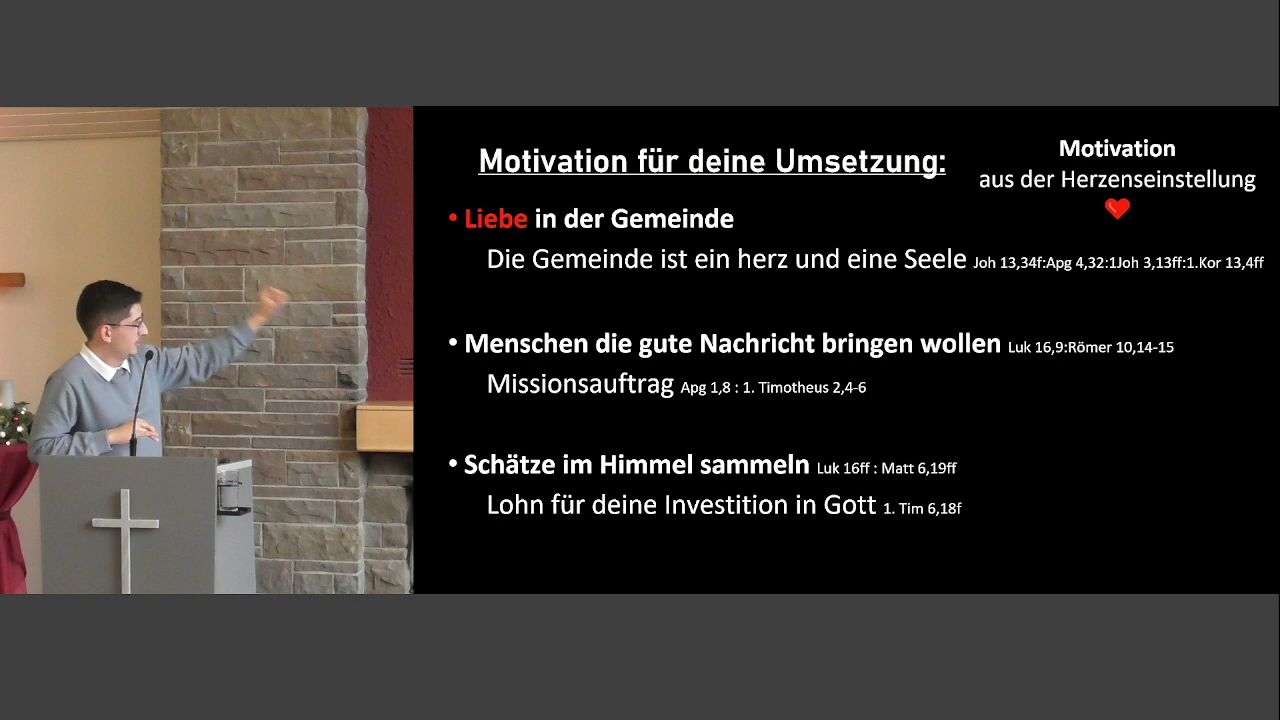 Motivation für deine Umsetzung:
Motivation
aus der Herzenseinstellung
• Liebe in der Gemeinde
Die Gemeinde ist ein herz und eine Seele Joh 13,34f:Apg 4,32:1Joh 3,13ff:1.Kor 13,4ff
• Menschen die gute Nachricht bringen wollen Luk 16,9:Römer 10,14-15
Missionsauftrag Apg 1,8 : 1. Timotheus 2,4-6
• Schätze im Himmel sammeln Luk 16ff : Matt 6,19ff
Lohn für deine Investition in Gott 1. Tim 6,18f